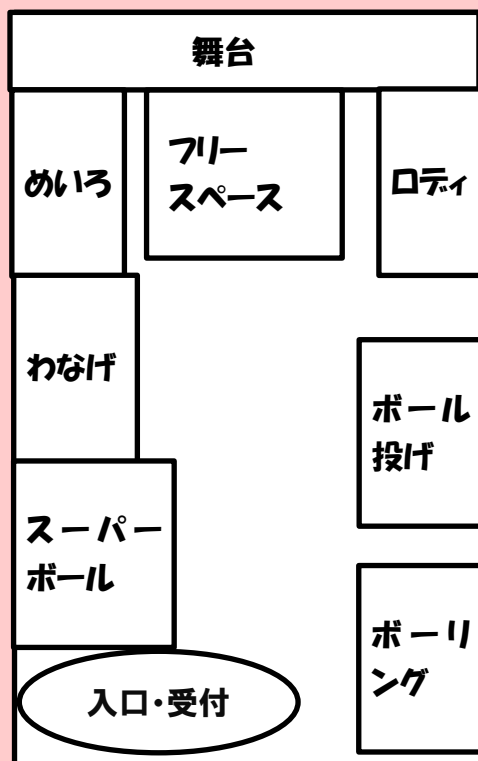 舞台
めいろ
フリー
スペース
ロディ
わなげ
ボール
投げ
スーパー
ボール
ボーリ
ング
入口・受付